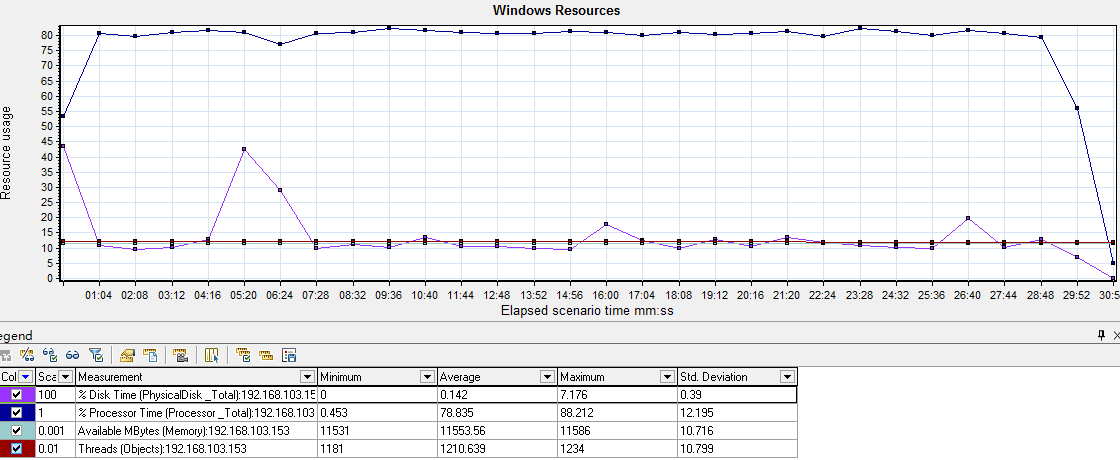 Windows Resources
Resource usage
80
75
70
65
60
55
50
45
40
35
30
25
20
15
10
5
0
01:04 02:08 03:12 04:16 05:20 06:24 07:28 08:32 09:36 10:40 11:44 12:48 13:52 14:56 16:00 17:04 18:08 19:12 20:16 21:20 22:24 23:28 24:32 25:36 26:40 27:44 28:48 29:52 30:5
Elapsed scenario time mm:ss
egend
Col Sca Measurement Minimum Average Maximum Std. Deviation
100 % Disk Time (PhysicalDisk _Total):192.168.103.15 0 0.142 7.176 0.39
1 % Processor Time (Processor _Total):192.168.103 0.453 78.835 88.212 12.195
0.001 Available MBytes (Memory):192.168.103.153 11531 11553.56 11586 10.716
0.01 Threads (Objects):192.168.103.153 1181 1210.639 1234 10.799